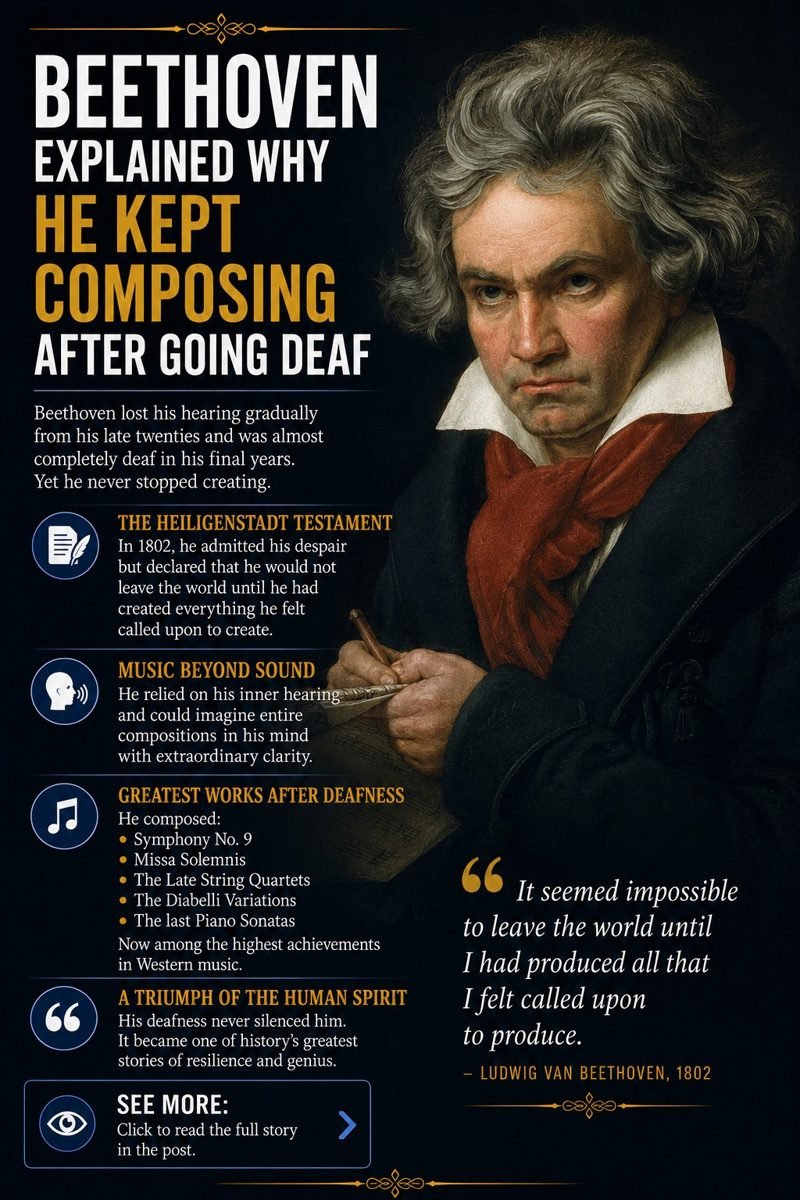 BEETHOVEN
EXPLAINED WHY
HE KEPT
COMPOSING
AFTER GOING DEAF
Beethoven lost his hearing gradually
from his late twenties and was almost
completely deaf in his final years.
Yet he never stopped creating.
THE HEILIGENSTADT TESTAMENT
In 1802, he admitted his despair
but declared that he would not
leave the world until he had
created everything he felt
called upon to create.
MUSIC BEYOND SOUND
He relied on his inner hearing
and could imagine entire
compositions in his mind
with extraordinary clarity.
GREATEST WORKS AFTER DEAFNESS
He composed:
• Symphony No. 9
• Missa Solemnis
• The Late String Quartets
• The Diabelli Variations
• The last Piano Sonatas
Now among the highest achievements
in Western music.
A TRIUMPH OF THE HUMAN SPIRIT
His deafness never silenced him.
It became one of history's greatest
stories of resilience and genius.
SEE MORE:
Click to read the full story
in the post.
“ It seemed impossible
to leave the world until
I had produced all that
I felt called upon
to produce.
– LUDWIG VAN BEETHOVEN, 1802